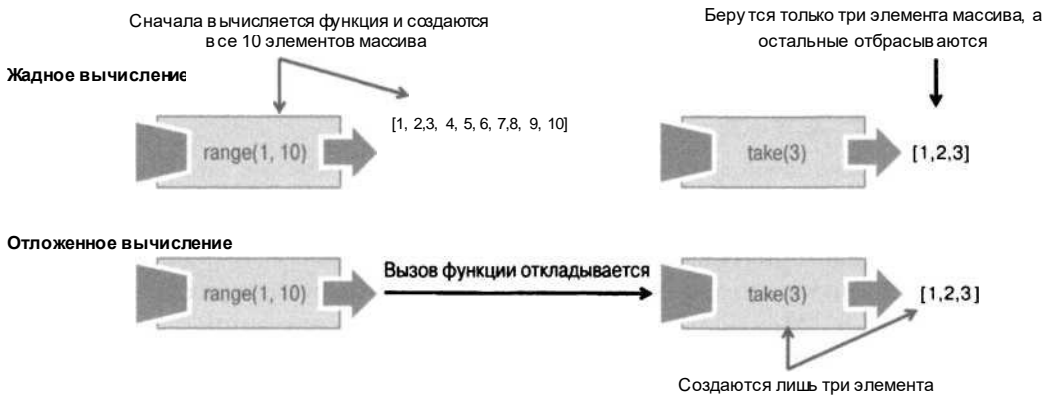 Сначала вычисляется функция и создаются
все 10 элементов массива
Берутся только три элемента массива, а
остальные отбрасываются
Жадное вычисление
range(1, 10)
[1, 2,3, 4, 5, 6, 7,8, 9, 10]
take(3)
[1,2,3]
Отложенное вычисление
range(1, 10)
Вызов функции откладывается
take(3)
[1,2,3]
Создаются лишь три элемента